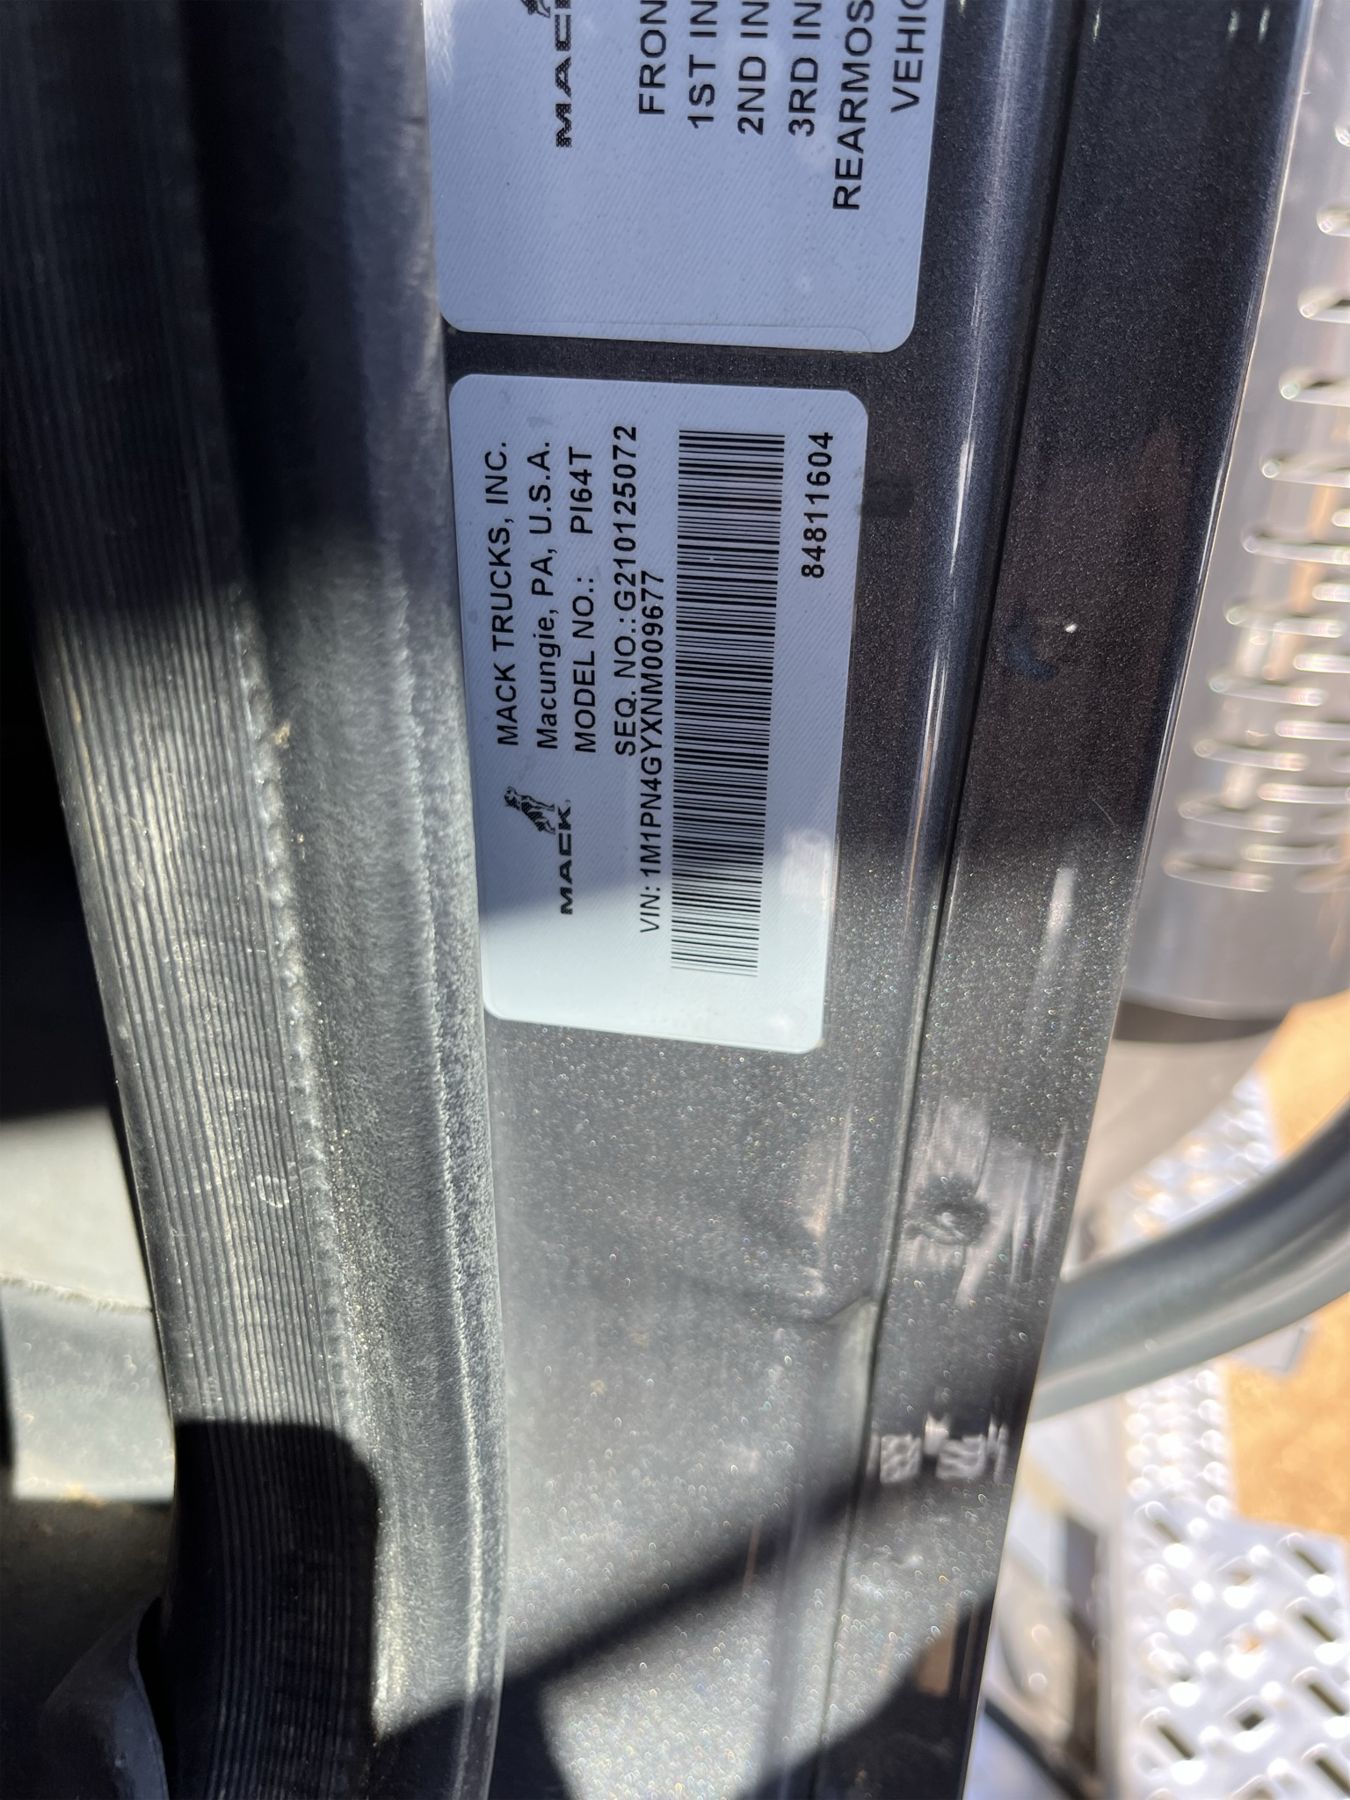 MACK
FRON
1ST IN
2ND IN
3RD IN
REARMOS
VEHIC
MACK TRUCKS, INC.
Macungie, PA, U.S.A.
MODEL NO.: PI64T
SEQ. NO.: G210125072
MACK
VIN: 1M1PN4GYXNM009677
84811604